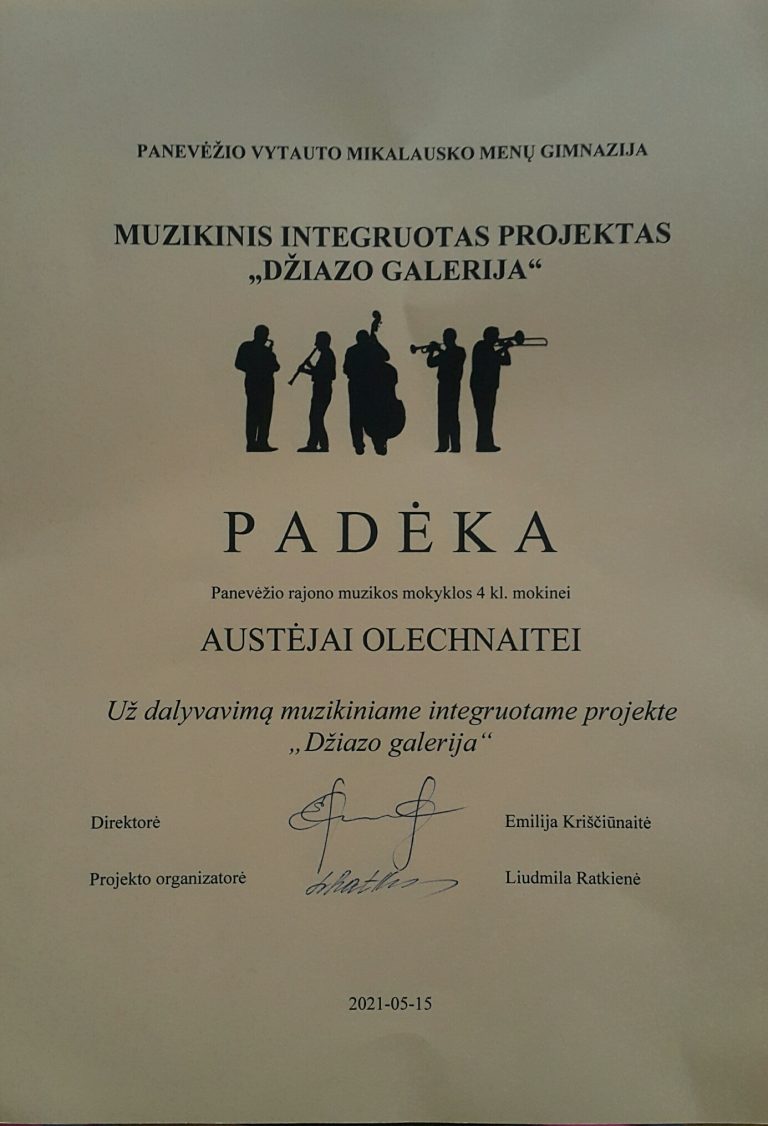 PANEVĖŽIO VYTAUTO MIKALAUSKO MENŲ GIMNAZIJA
MUZIKINIS INTEGRUOTAS PROJEKTAS
„DŽIAZO GALERIJA“
PADĖKA
Panevėžio rajono muzikos mokyklos 4 kl. mokinei
AUSTĖJAI OLECHNAITEI
Už dalyvavimą muzikiniame integruotame projekte
„Džiazo galerija“
Direktorė Emilija Kriščiūnaitė
Projekto organizatorė Liudmila Ratkienė
2021-05-15